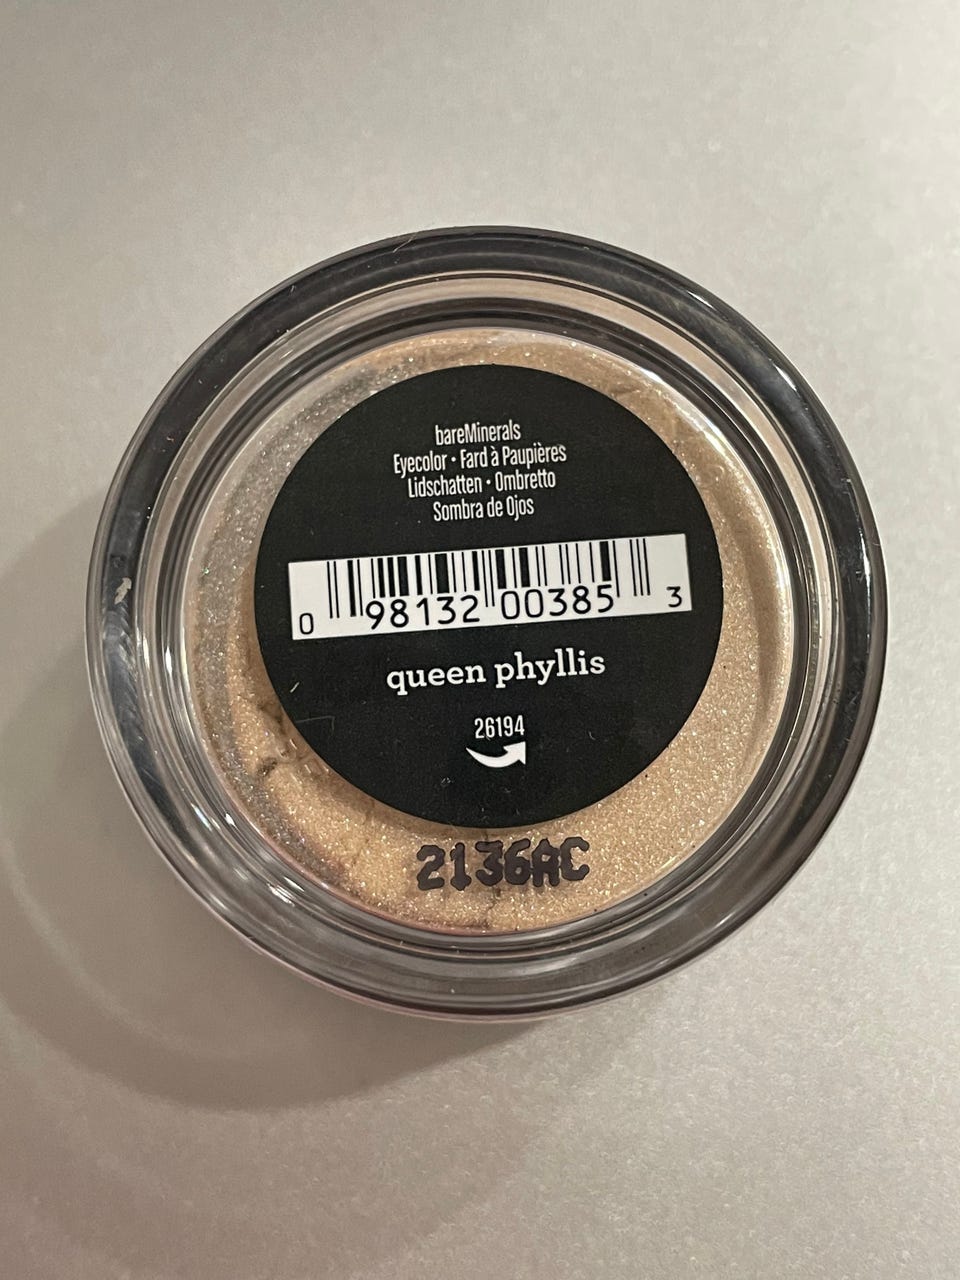 bareMinerals
Eyecolor • Fard à Paupières
Lidschatten • Ombretto
Sombra de Ojos
0 98132 00385 3
queen phyllis
26194
2136AC